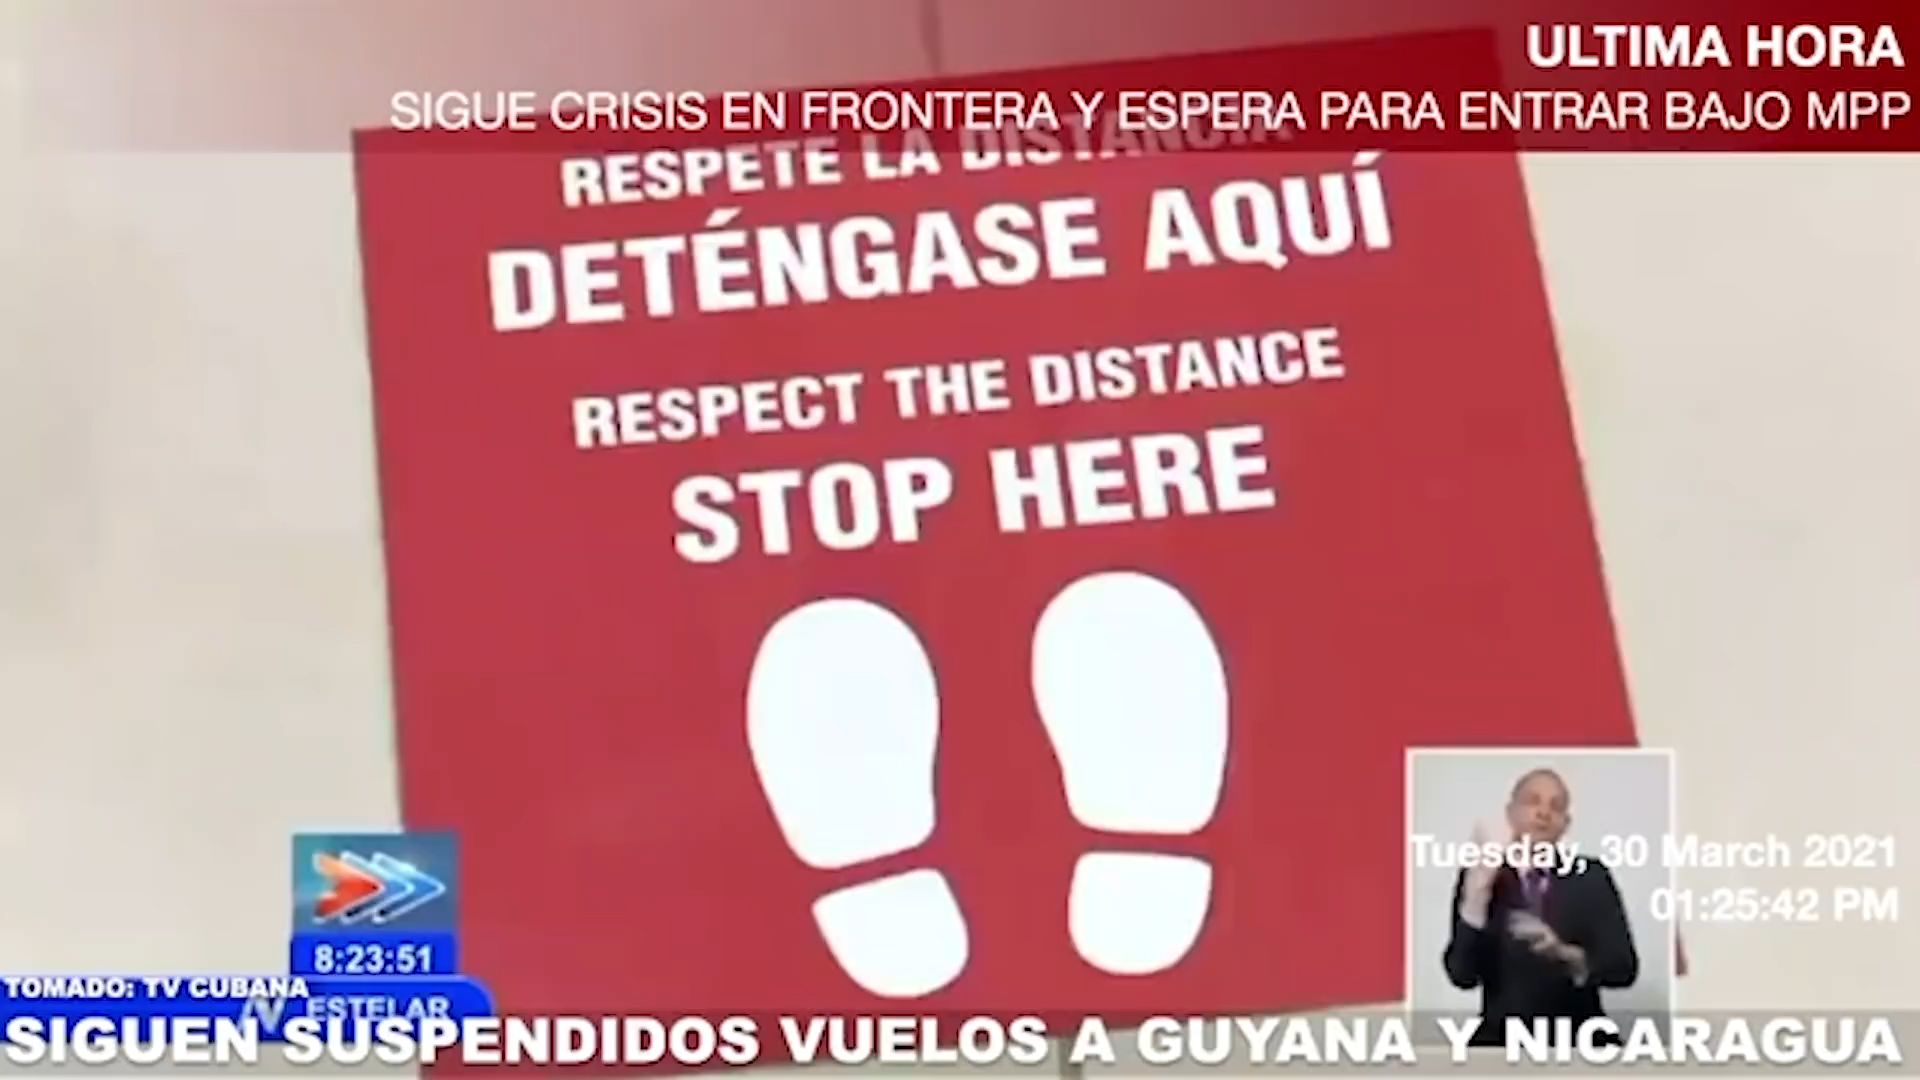 ULTIMA HORA
SIGUE CRISIS EN FRONTERA Y ESPERA PARA ENTRAR BAJO MPP
RESPETE LA DISTANCIA
DETÉNGASE AQUÍ
RESPECT THE DISTANCE
STOP HERE
Tuesday, 30 March 2021
01:25:42 PM
8:23:51
TOMADO: TV CUBANA
NV ESTELAR
SIGUEN SUSPENDIDOS VUELOS A GUYANA Y NICARAGUA